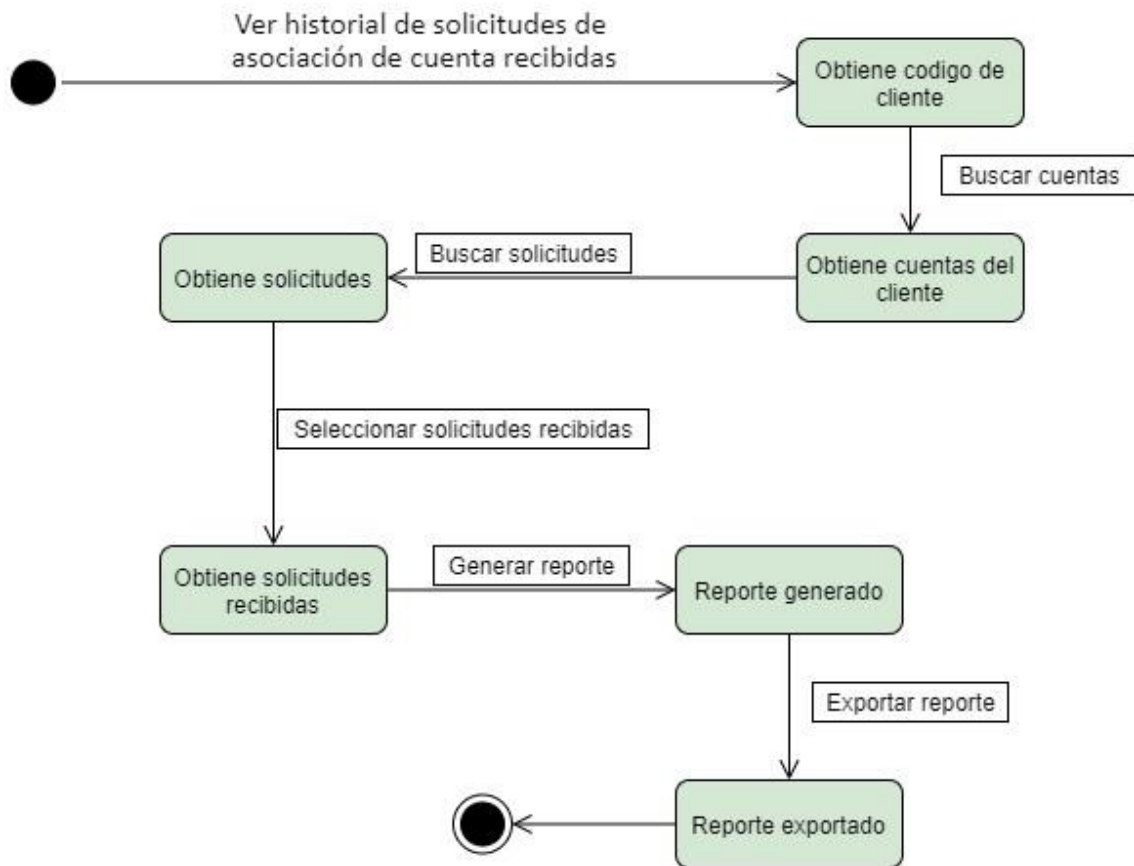 Ver historial de solicitudes de
asociación de cuenta recibidas
Obtiene codigo de
cliente
Buscar cuentas
Obtiene cuentas del
cliente
Buscar solicitudes
Obtiene solicitudes
Seleccionar solicitudes recibidas
Obtiene solicitudes
recibidas
Generar reporte
Reporte generado
Exportar reporte
Reporte exportado